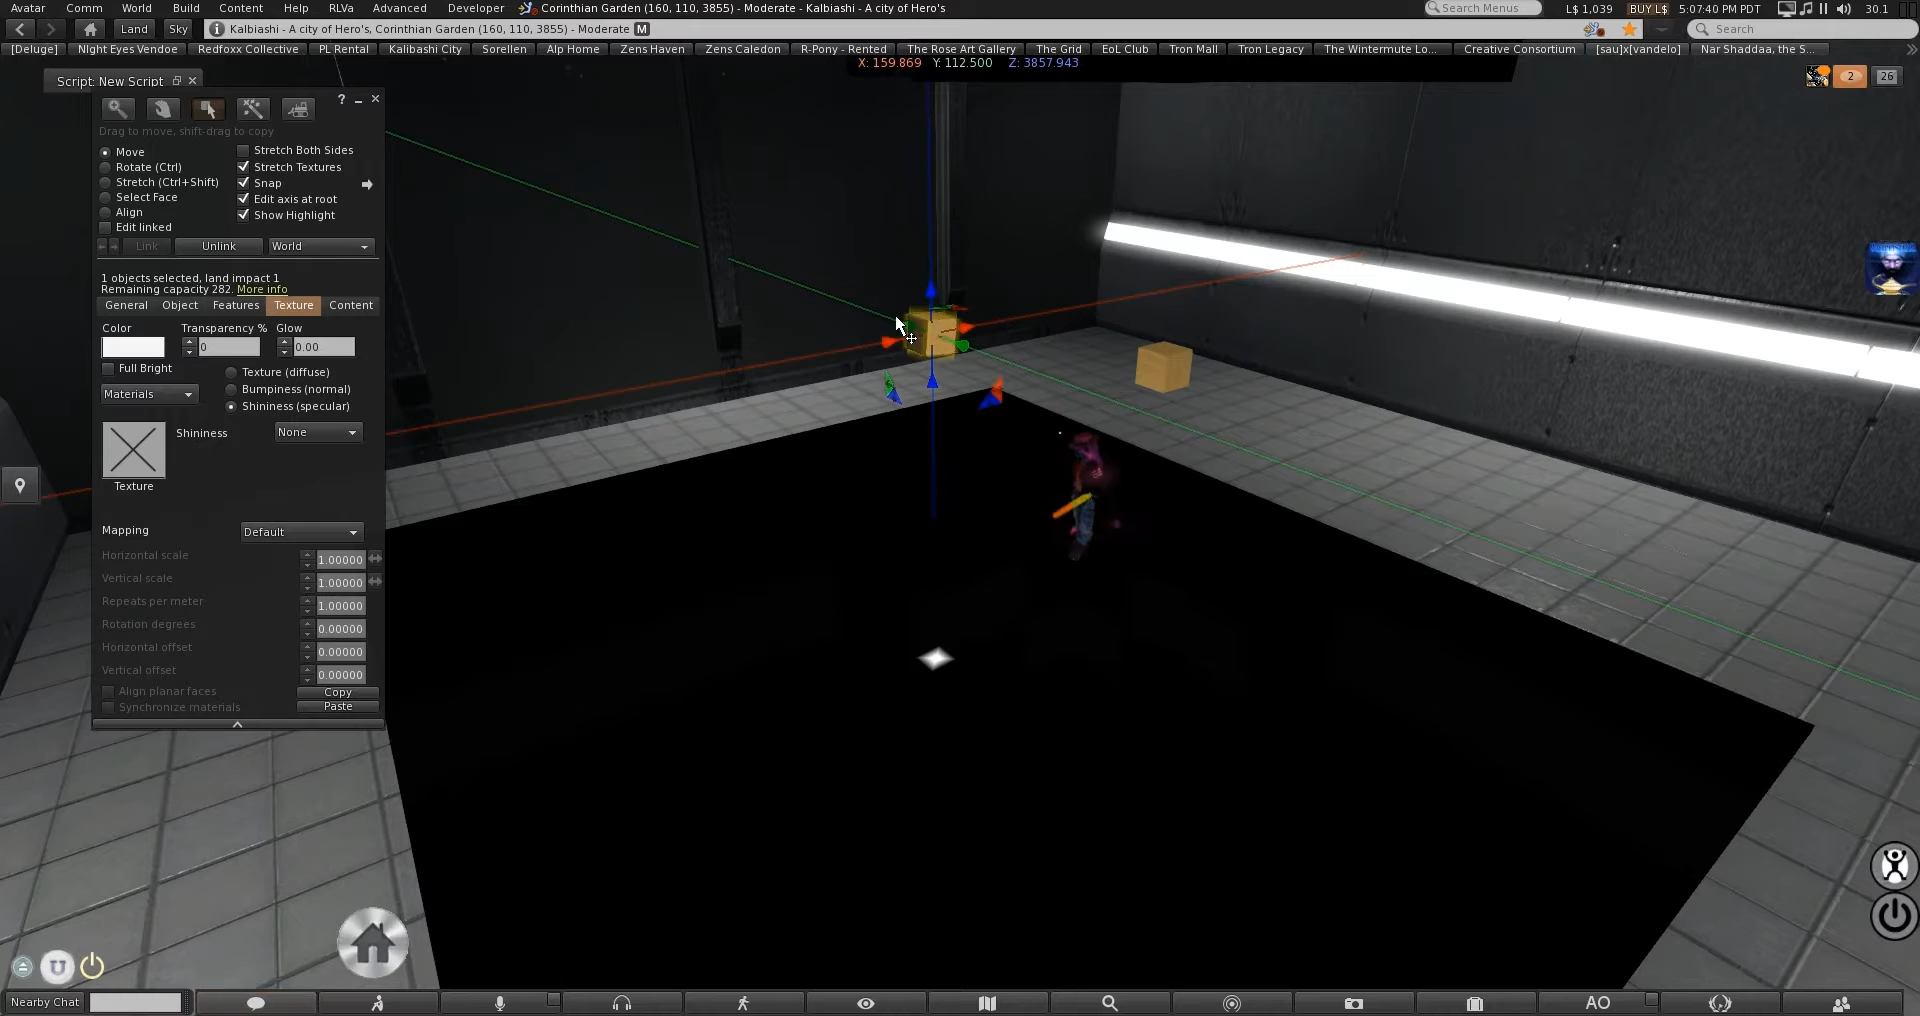 Avatar Comm World Build Content Help RLVa Advanced Developer Corinthian Garden (160, 110, 3855) - Moderate - Kalbiashi - A city of Hero's Search Menus L$ 1,039 BUY L$ 5:07:40 PM PDT 30.1
Land Sky Kalbiashi - A city of Hero's, Corinthian Garden (160, 110, 3855) - Moderate M Search
[Deluge] NIght Eyes Vendoe Redfoxx Collective PL Rental Kalibashi City Sorellen Alp Home Zens Haven Zens Caledon R-Pony - Rented The Rose Art Gallery The Grid EoL Club Tron Mall Tron Legacy The Wintermute Lo... Creative Consortium [sau]x[vandelo] Nar Shaddaa, the S...
X: 159.869 Y: 112.500 Z: 3857.943
2 26
Script: New Script
?
Drag to move, shift-drag to copy
Move Stretch Both Sides
Rotate (Ctrl) Stretch Textures
Stretch (Ctrl+Shift) Snap
Select Face Edit axis at root
Align Show Highlight
Edit linked
Link Unlink World
1 objects selected, land impact 1
Remaining capacity 282. More info
General Object Features Texture Content
Color Transparency % Glow
0 0.00
Full Bright Texture (diffuse)
Materials Bumpiness (normal)
Shininess (specular)
Shininess None
Texture
Mapping Default
Horizontal scale 1.00000
Vertical scale 1.00000
Repeats per meter 1.00000
Rotation degrees 0.00000
Horizontal offset 0.00000
Vertical offset 0.00000
Align planar faces Copy
Synchronize materials Paste
Nearby Chat AO